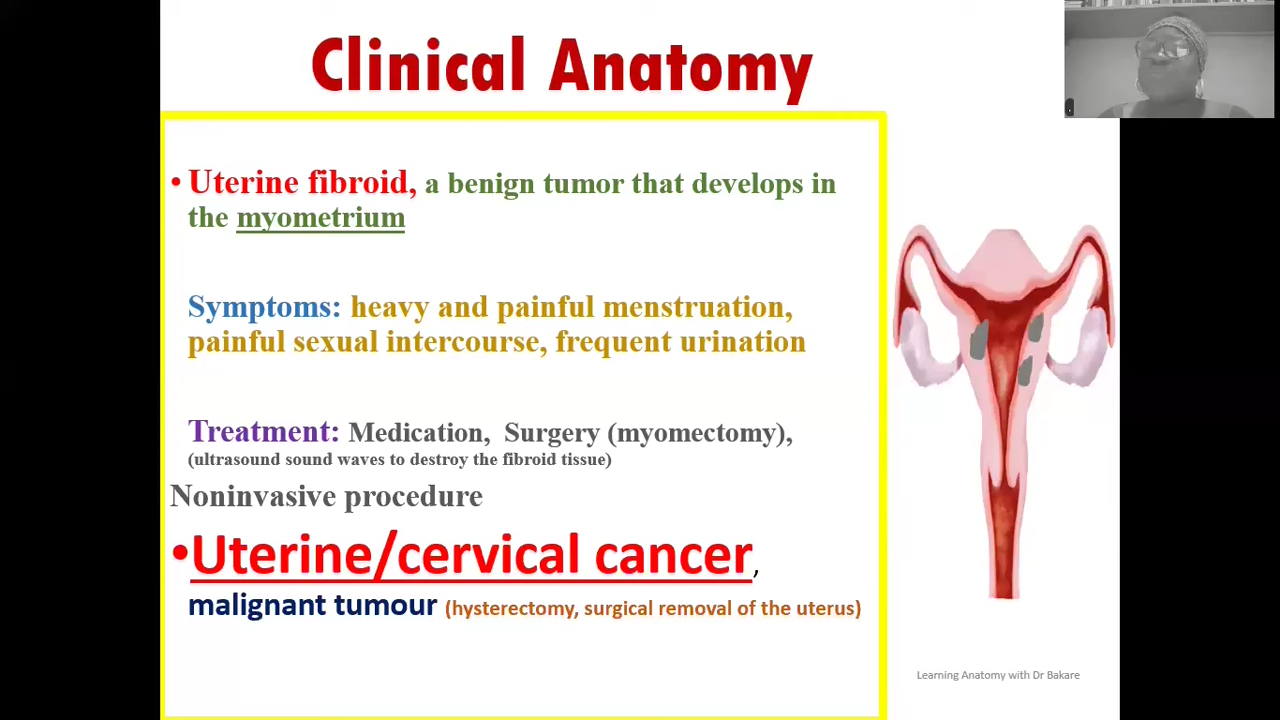 Clinical Anatomy
• Uterine fibroid, a benign tumor that develops in
the myometrium
Symptoms: heavy and painful menstruation,
painful sexual intercourse, frequent urination
Treatment: Medication, Surgery (myomectomy),
(ultrasound sound waves to destroy the fibroid tissue)
Noninvasive procedure
•Uterine/cervical cancer,
malignant tumour (hysterectomy, surgical removal of the uterus)
Learning Anatomy with Dr Bakare